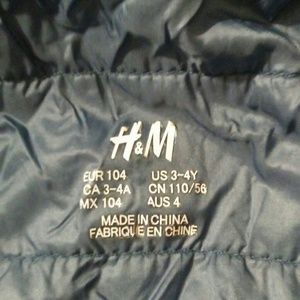 H&M
EUR 104 US 3-4Y
CA 3-4A CN 110/56
MX 104 AUS 4
MADE IN CHINA
FABRIQUE EN CHINE